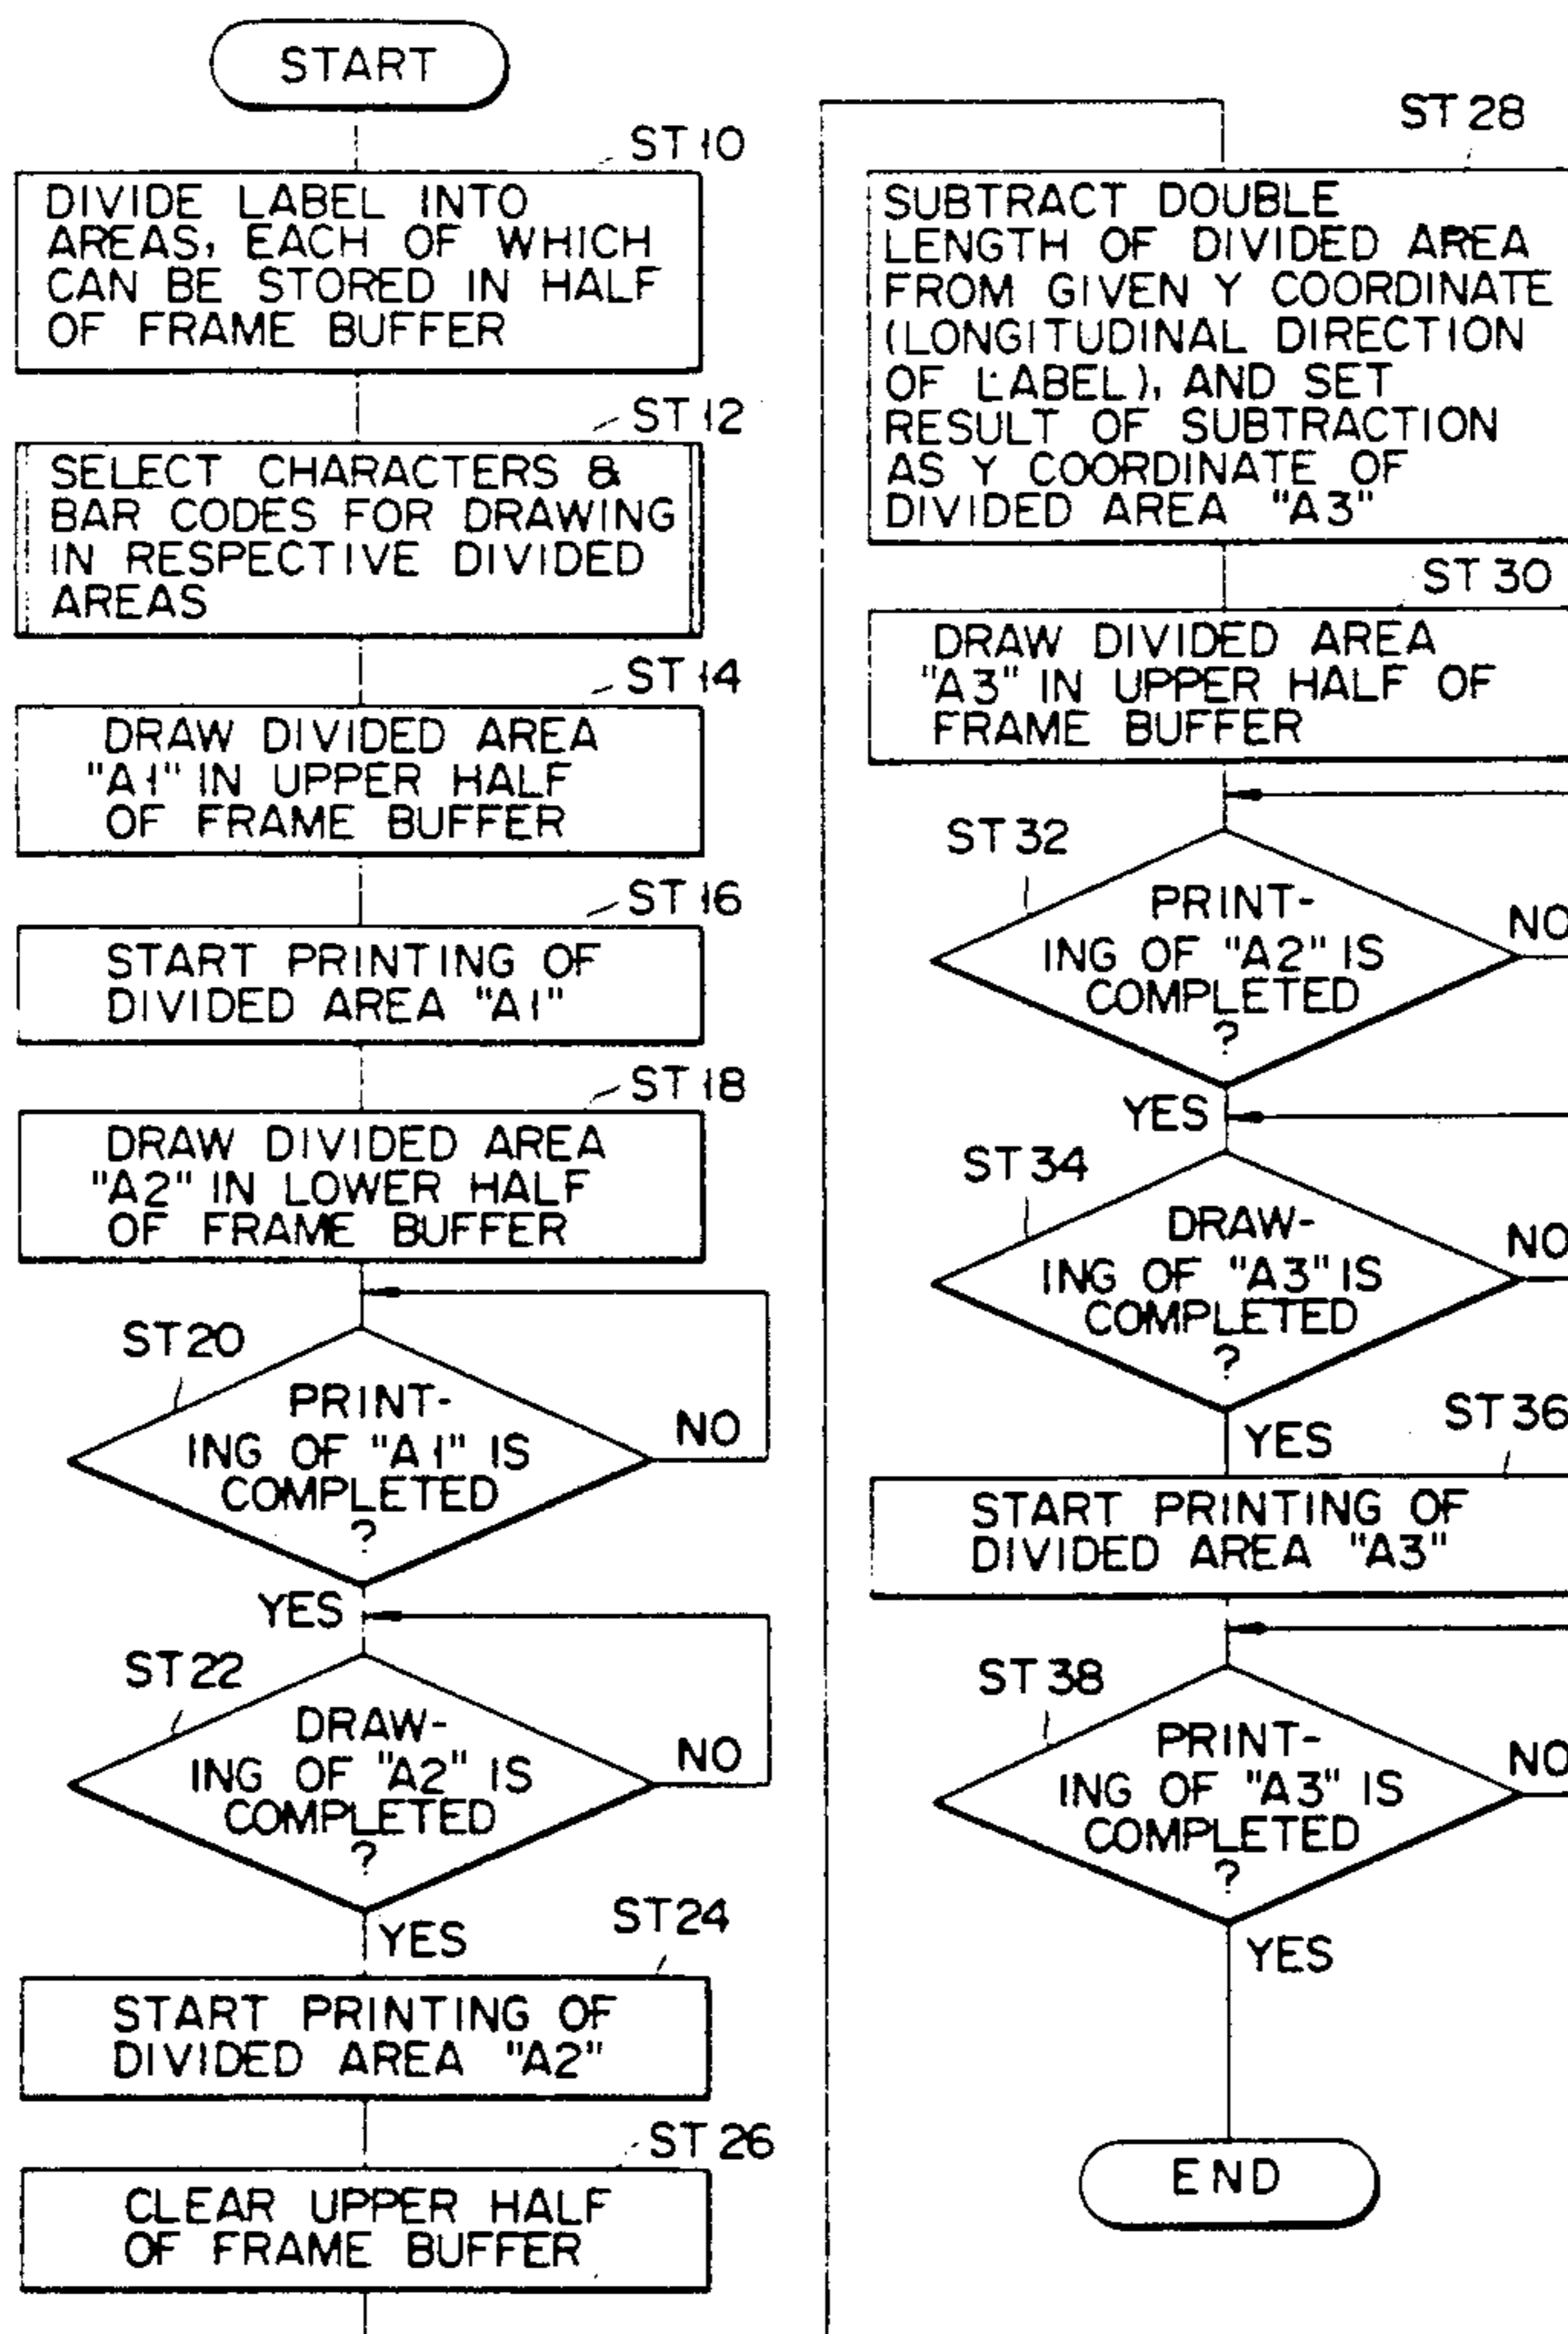 START
ST10
DIVIDE LABEL INTO
AREAS, EACH OF WHICH
CAN BE STORED IN HALF
OF FRAME BUFFER
ST12
SELECT CHARACTERS &
BAR CODES FOR DRAWING
IN RESPECTIVE DIVIDED
AREAS
ST14
DRAW DIVIDED AREA
"A1" IN UPPER HALF
OF FRAME BUFFER
ST16
START PRINTING OF
DIVIDED AREA "A1"
ST18
DRAW DIVIDED AREA
"A2" IN LOWER HALF
OF FRAME BUFFER
ST20
PRINT-
ING OF "A1" IS
COMPLETED
?
NO
YES
ST22
DRAW-
ING OF "A2" IS
COMPLETED
?
NO
YES
ST24
START PRINTING OF
DIVIDED AREA "A2"
ST26
CLEAR UPPER HALF
OF FRAME BUFFER
ST28
SUBTRACT DOUBLE
LENGTH OF DIVIDED AREA
FROM GIVEN Y COORDINATE
(LONGITUDINAL DIRECTION
OF LABEL), AND SET
RESULT OF SUBTRACTION
AS Y COORDINATE OF
DIVIDED AREA "A3"
ST30
DRAW DIVIDED AREA
"A3" IN UPPER HALF OF
FRAME BUFFER
ST32
PRINT-
ING OF "A2" IS
COMPLETED
?
NO
YES
ST34
DRAW-
ING OF "A3" IS
COMPLETED
?
NO
YES
ST36
START PRINTING OF
DIVIDED AREA "A3"
ST38
PRINT-
ING OF "A3" IS
COMPLETED
?
NO
YES
END